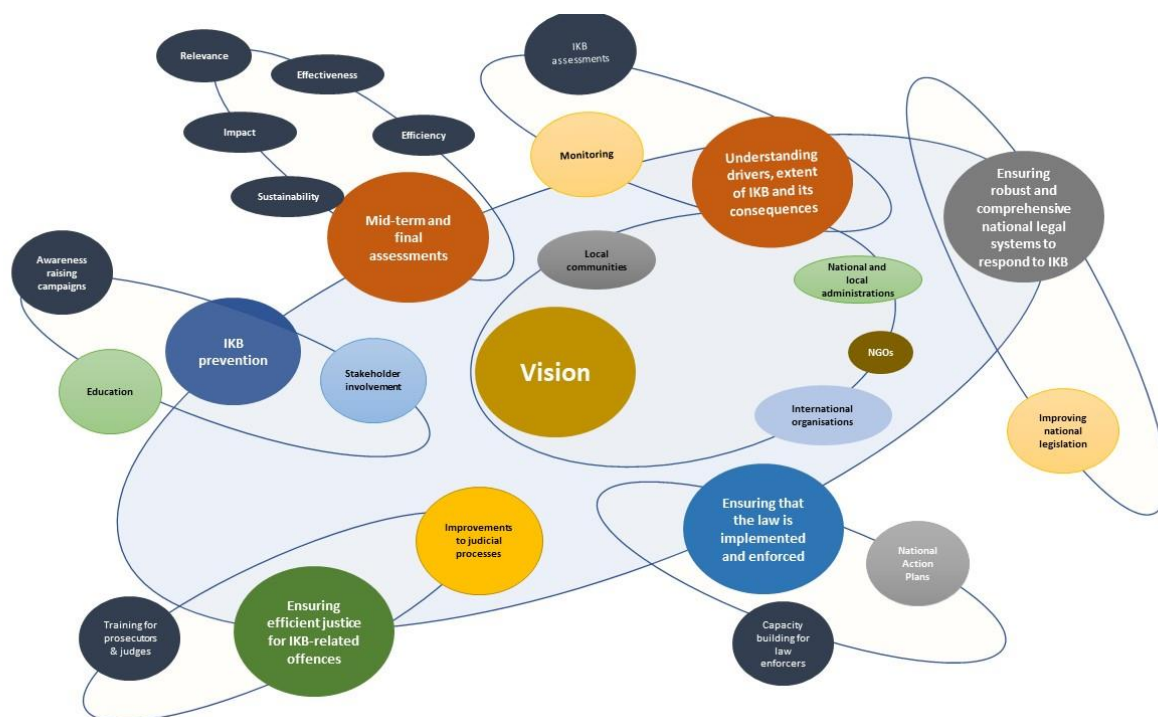 IKB
assessments
Relevance
Effectiveness
Impact
Efficiency
Sustainability
Mid-term and
final
assessments
Monitoring
Understanding
drivers, extent
of IKB and its
consequences
Ensuring
robust and
comprehensive
national legal
systems to
respond to IKB
Local
communities
National and
local
administrations
Awareness
raising
campaigns
IKB
prevention
Education
Stakeholder
involvement
Vision
NGOs
International
organisations
Improving
national
legislation
Improvements
to judicial
processes
Ensuring that
the law is
implemented
and enforced
National
Action
Plans
Training for
prosecutors
& judges
Ensuring
efficient justice
for IKB-related
offences
Capacity
building for
law
enforcers